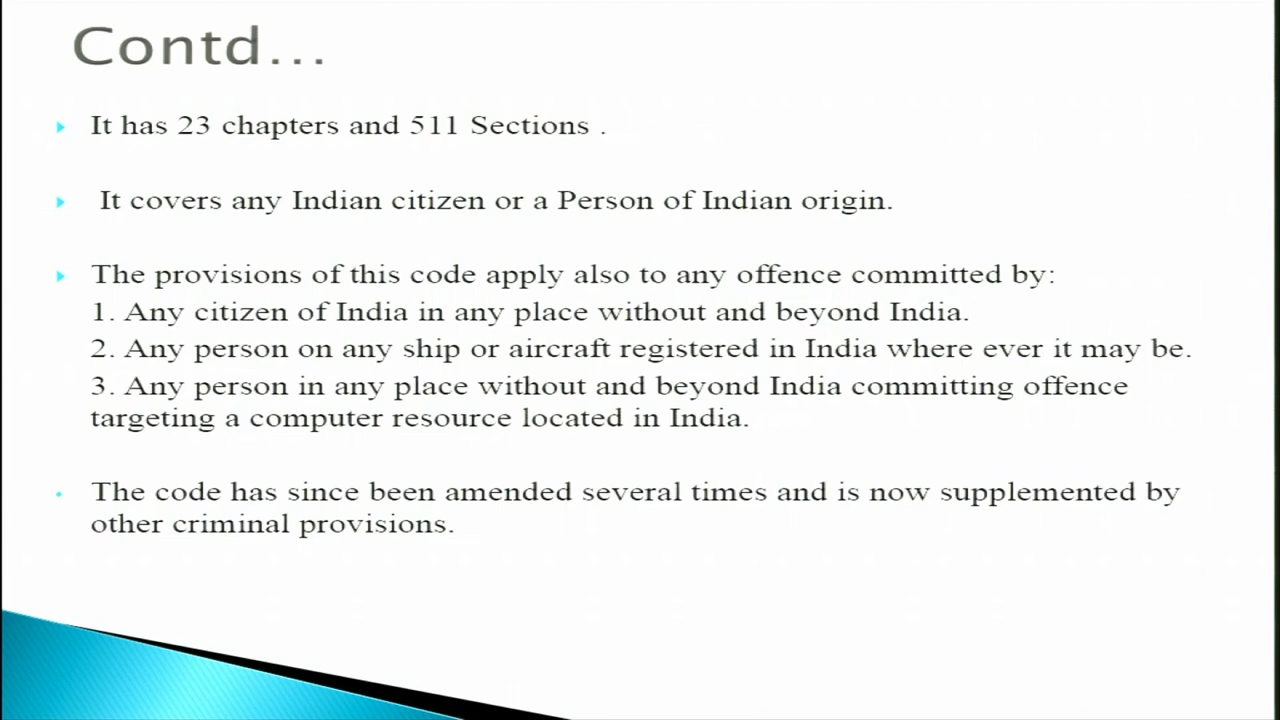 Contd...
It has 23 chapters and 511 Sections .
It covers any Indian citizen or a Person of Indian origin.
The provisions of this code apply also to any offence committed by:
1. Any citizen of India in any place without and beyond India.
2. Any person on any ship or aircraft registered in India where ever it may be.
3. Any person in any place without and beyond India committing offence
targeting a computer resource located in India.
The code has since been amended several times and is now supplemented by
other criminal provisions.